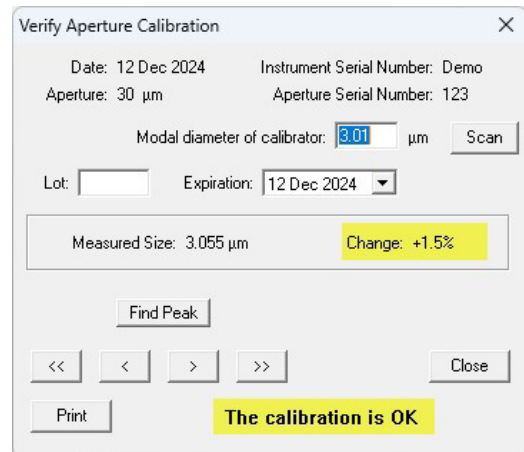 Verify Aperture Calibration
Date: 12 Dec 2024 Instrument Serial Number: Demo
Aperture: 30 µm Aperture Serial Number: 123
Modal diameter of calibrator: 3.01 µm Scan
Lot: Expiration: 12 Dec 2024
Measured Size: 3.055 µm Change: +1.5%
Find Peak
<< < > >> Close
Print The calibration is OK